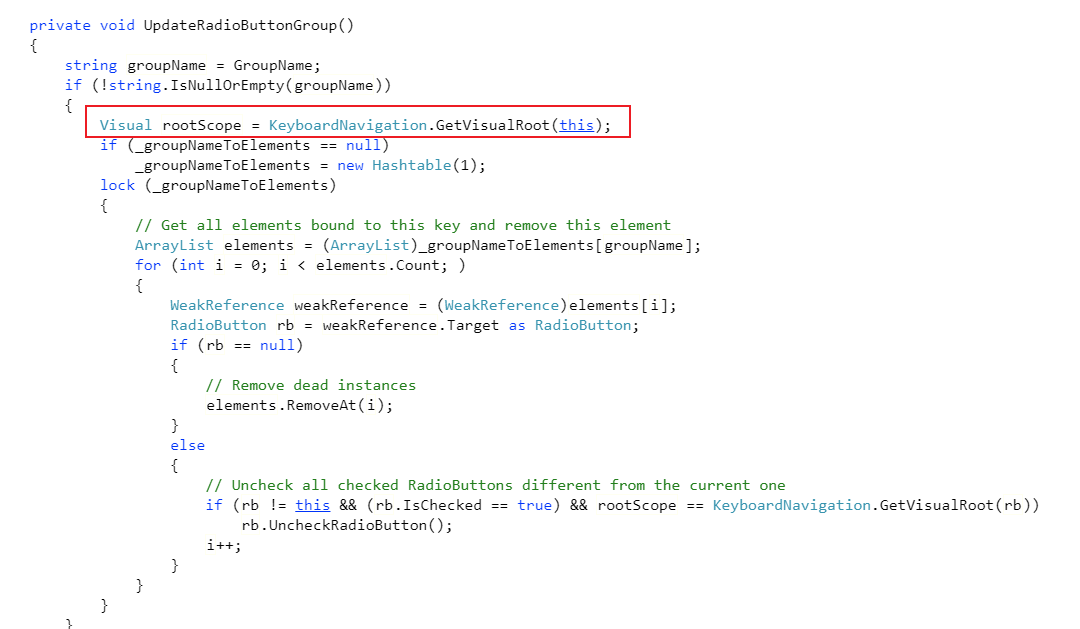 private void UpdateRadioButtonGroup()
{
    string groupName = GroupName;
    if (!string.IsNullOrEmpty(groupName))
    {
        Visual rootScope = KeyboardNavigation.GetVisualRoot(this);
        if (_groupNameToElements == null)
            _groupNameToElements = new Hashtable(1);
        lock (_groupNameToElements)
        {
            // Get all elements bound to this key and remove this element
            ArrayList elements = (ArrayList)_groupNameToElements[groupName];
            for (int i = 0; i < elements.Count; )
            {
                WeakReference weakReference = (WeakReference)elements[i];
                RadioButton rb = weakReference.Target as RadioButton;
                if (rb == null)
                {
                    // Remove dead instances
                    elements.RemoveAt(i);
                }
                else
                {
                    // Uncheck all checked RadioButtons different from the current one
                    if (rb != this && (rb.IsChecked == true) && rootScope == KeyboardNavigation.GetVisualRoot(rb))
                        rb.UncheckRadioButton();
                    i++;
                }
            }
        }
    }